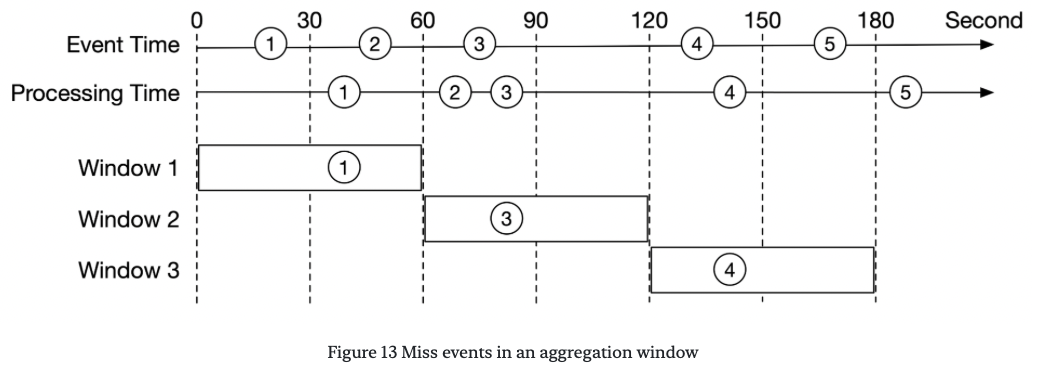 0 30 60 90 120 150 180 Second
Event Time 1 2 3 4 5
Processing Time 1 2 3 4 5
Window 1 1
Window 2 3
Window 3 4
Figure 13 Miss events in an aggregation window